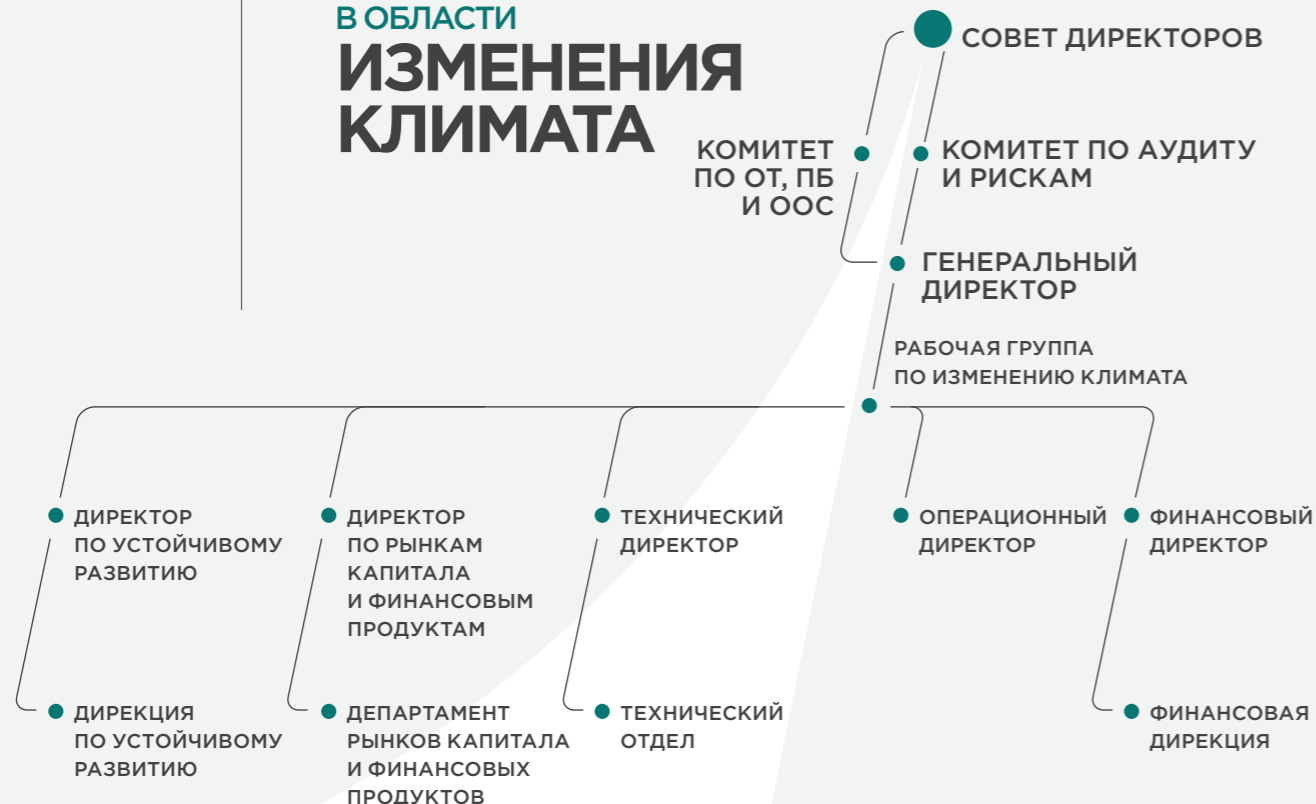 В ОБЛАСТИ
ИЗМЕНЕНИЯ
КЛИМАТА
СОВЕТ ДИРЕКТОРОВ
КОМИТЕТ
ПО ОТ, ПБ
И ООС
КОМИТЕТ ПО АУДИТУ
И РИСКАМ
ГЕНЕРАЛЬНЫЙ
ДИРЕКТОР
РАБОЧАЯ ГРУППА
ПО ИЗМЕНЕНИЮ КЛИМАТА
ДИРЕКТОР
ПО УСТОЙЧИВОМУ
РАЗВИТИЮ
ДИРЕКТОР
ПО РЫНКАМ
КАПИТАЛА
И ФИНАНСОВЫМ
ПРОДУКТАМ
ТЕХНИЧЕСКИЙ
ДИРЕКТОР
ОПЕРАЦИОННЫЙ
ДИРЕКТОР
ФИНАНСОВЫЙ
ДИРЕКТОР
ДИРЕКЦИЯ
ПО УСТОЙЧИВОМУ
РАЗВИТИЮ
ДЕПАРТАМЕНТ
РЫНКОВ КАПИТАЛА
И ФИНАНСОВЫХ
ПРОДУКТОВ
ТЕХНИЧЕСКИЙ
ОТДЕЛ
ФИНАНСОВАЯ
ДИРЕКЦИЯ